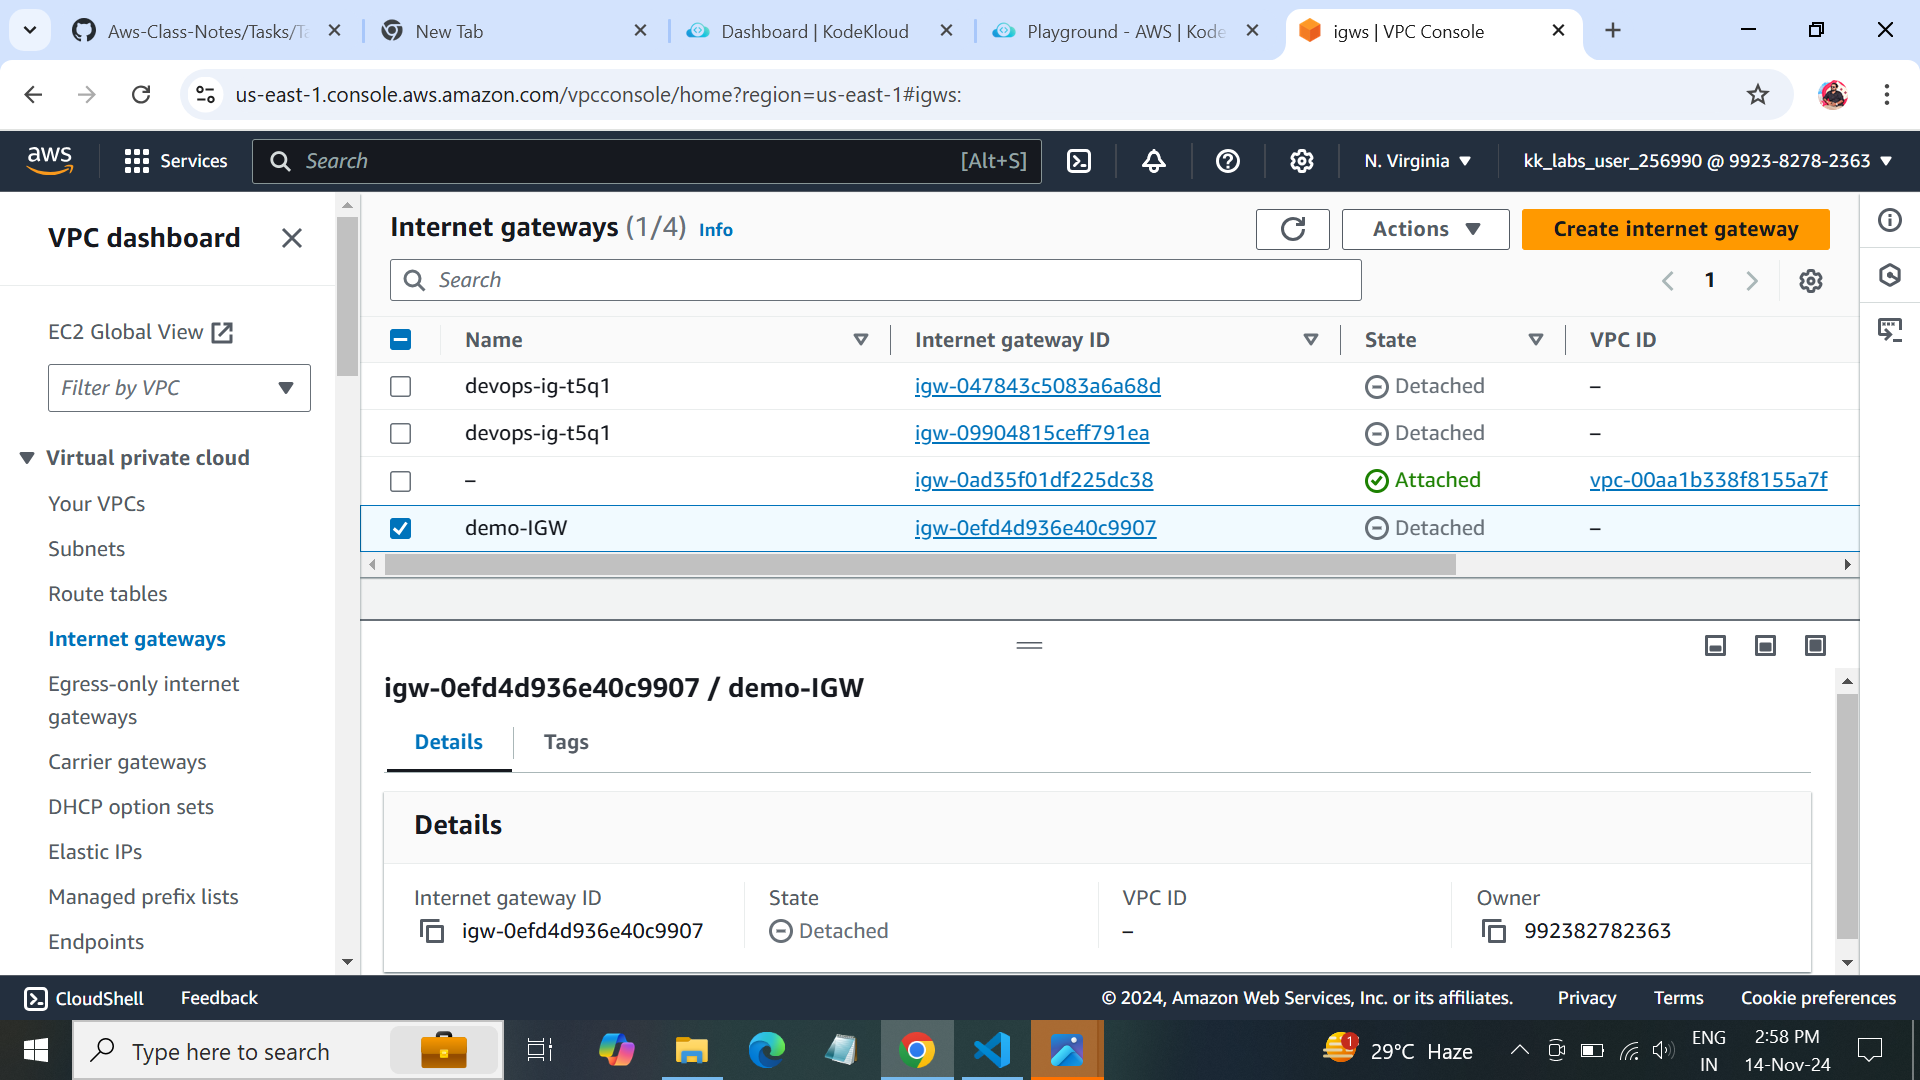 Aws-Class-Notes/Tasks/Ta
New Tab
Dashboard | KodeKloud
Playground - AWS | Kode
igws | VPC Console
us-east-1.console.aws.amazon.com/vpcconsole/home?region=us-east-1#igws:
aws
Services
Search
[Alt+S]
N. Virginia
kk_labs_user_256990 @ 9923-8278-2363
VPC dashboard
EC2 Global View
Filter by VPC
Virtual private cloud
Your VPCs
Subnets
Route tables
Internet gateways
Egress-only internet
gateways
Carrier gateways
DHCP option sets
Elastic IPs
Managed prefix lists
Endpoints
Internet gateways (1/4) Info
Actions
Create internet gateway
Search
1
Name Internet gateway ID State VPC ID
devops-ig-t5q1 igw-047843c5083a6a68d Detached –
devops-ig-t5q1 igw-09904815ceff791ea Detached –
– igw-0ad35f01df225dc38 Attached vpc-00aa1b338f8155a7f
demo-IGW igw-0efd4d936e40c9907 Detached –
igw-0efd4d936e40c9907 / demo-IGW
Details Tags
Details
Internet gateway ID State VPC ID Owner
igw-0efd4d936e40c9907 Detached – 992382782363
CloudShell Feedback © 2024, Amazon Web Services, Inc. or its affiliates. Privacy Terms Cookie preferences
Type here to search
1
29°C Haze
ENG
IN
2:58 PM
14-Nov-24